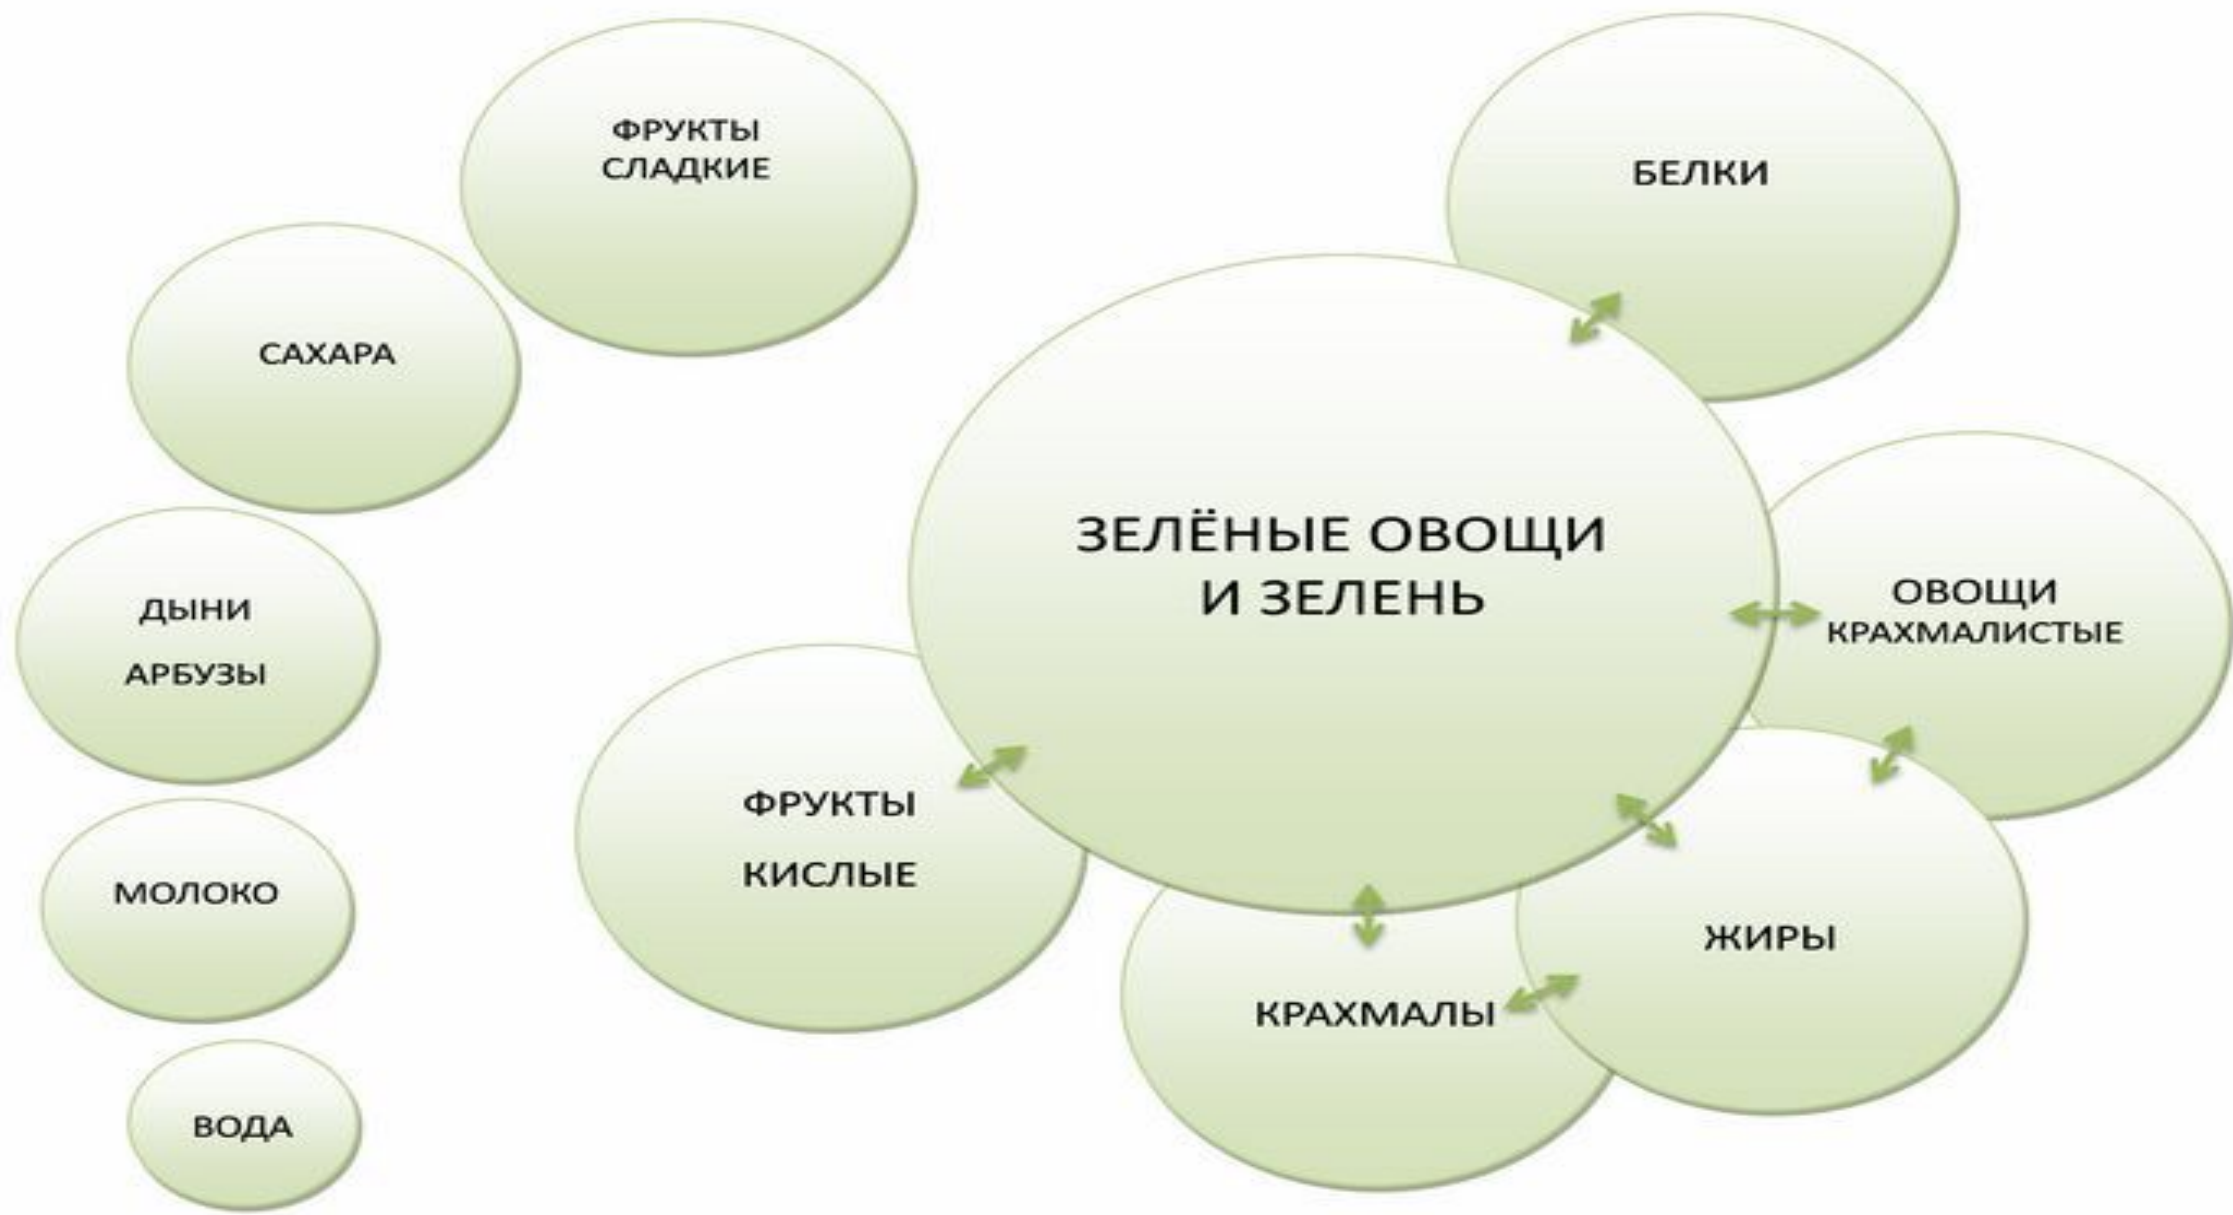 ФРУКТЫ
СЛАДКИЕ
БЕЛКИ
САХАРА
ЗЕЛЁНЫЕ ОВОЩИ
И ЗЕЛЕНЬ
ОВОЩИ
КРАХМАЛИСТЫЕ
ДЫНИ
АРБУЗЫ
ФРУКТЫ
КИСЛЫЕ
МОЛОКО
ЖИРЫ
КРАХМАЛЫ
ВОДА